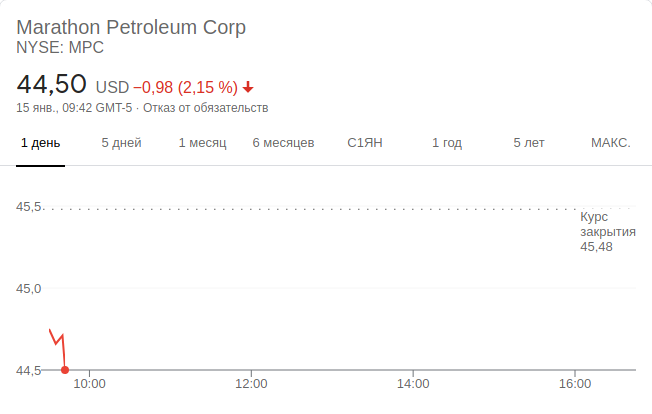 Marathon Petroleum Corp
NYSE: MPC
44,50 USD −0,98 (2,15 %)
15 янв., 09:42 GMT-5 · Отказ от обязательств
1 день 5 дней 1 месяц 6 месяцев С1ЯН 1 год 5 лет МАКС.
45,5
Курс
закрытия
45,48
45,0
44,5
10:00 12:00 14:00 16:00